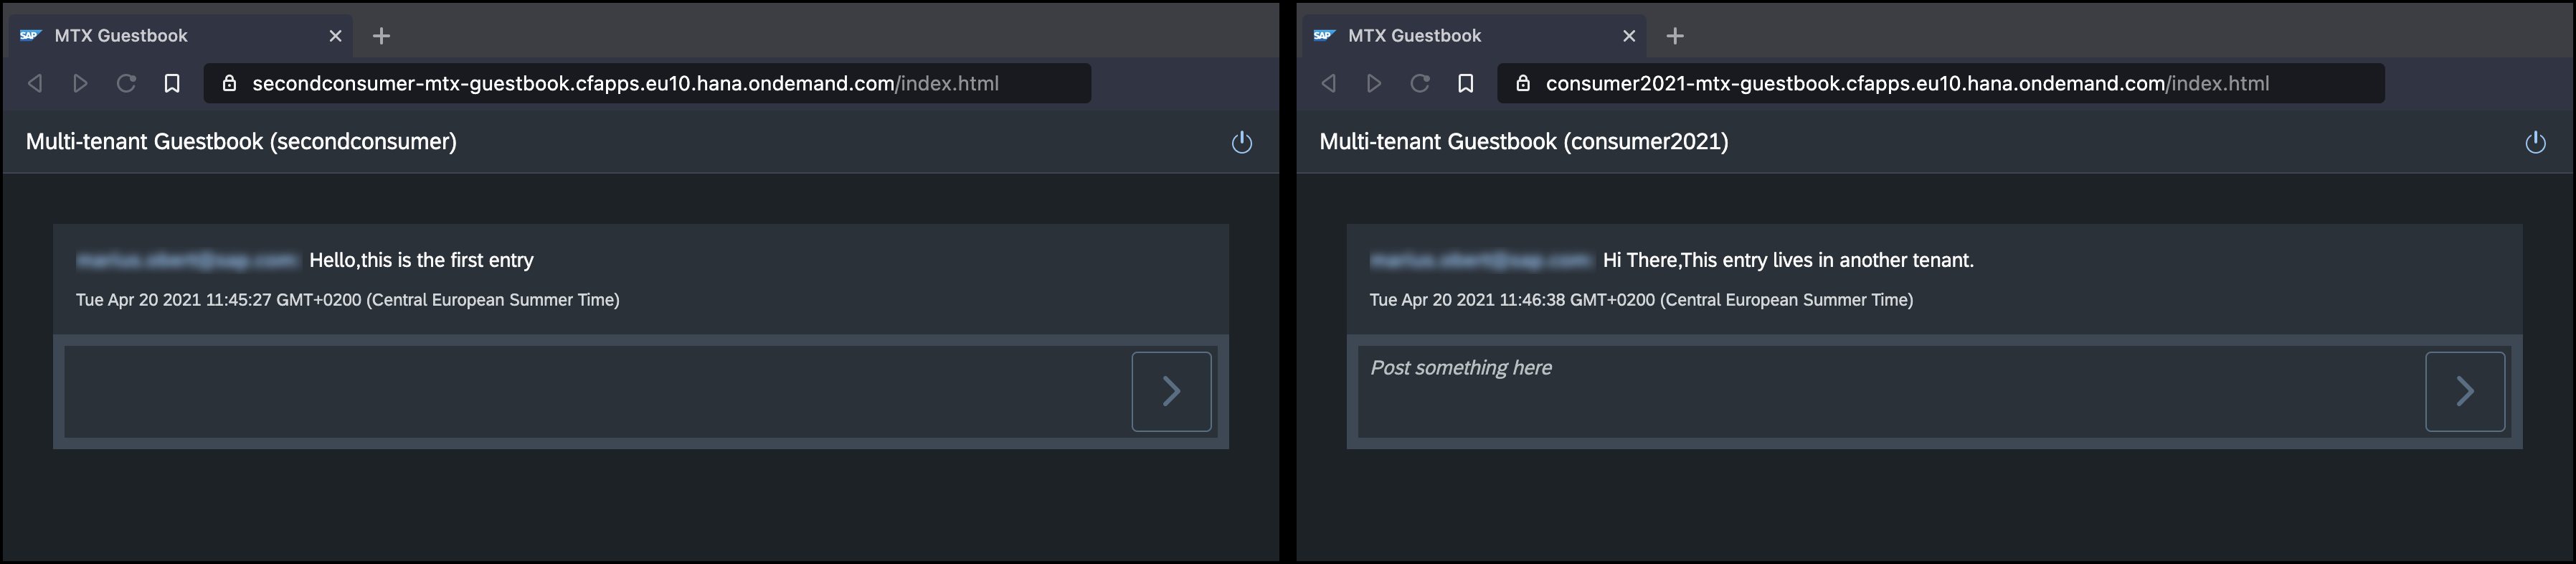 SAP MTX Guestbook
secondconsumer-mtx-guestbook.cfapps.eu10.hana.ondemand.com/index.html
Multi-tenant Guestbook (secondconsumer)
Hello,this is the first entry
Tue Apr 20 2021 11:45:27 GMT+0200 (Central European Summer Time)
SAP MTX Guestbook
consumer2021-mtx-guestbook.cfapps.eu10.hana.ondemand.com/index.html
Multi-tenant Guestbook (consumer2021)
Hi There,This entry lives in another tenant.
Tue Apr 20 2021 11:46:38 GMT+0200 (Central European Summer Time)
Post something here